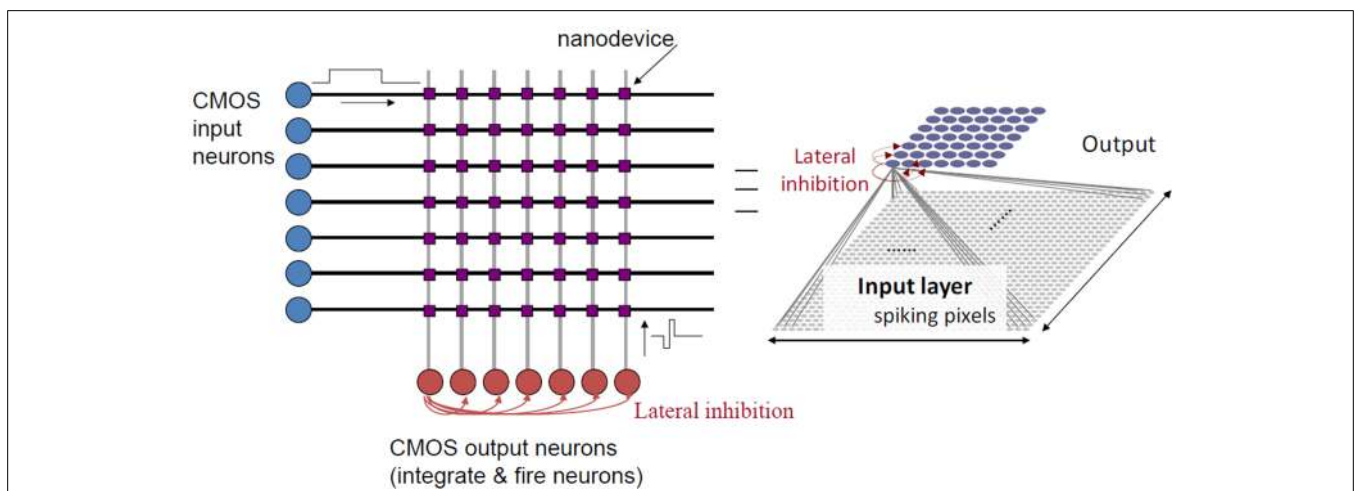 nanodevice
CMOS
input
neurons
Lateral inhibition
CMOS output neurons
(integrate & fire neurons)
Lateral
inhibition
Output
Input layer
spiking pixels